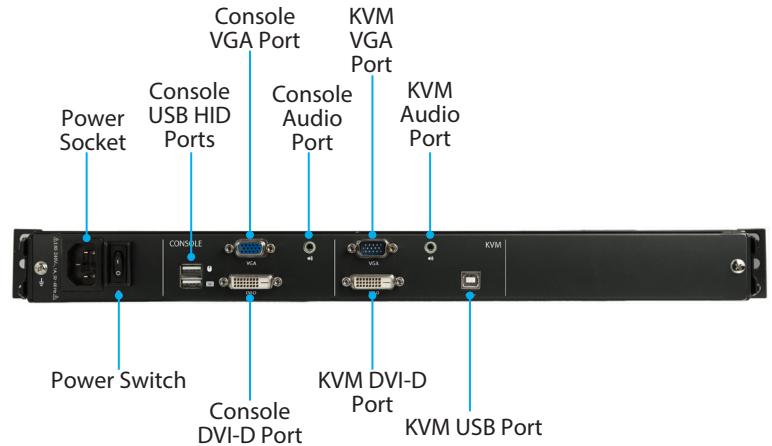 Console
VGA Port
KVM
VGA
Port
Console
USB HID
Ports
Console
Audio
Port
KVM
Audio
Port
Power
Socket
CONSOLE
KVM
VGA
VGA
Power Switch
Console
DVI-D Port
KVM DVI-D
Port
KVM USB Port